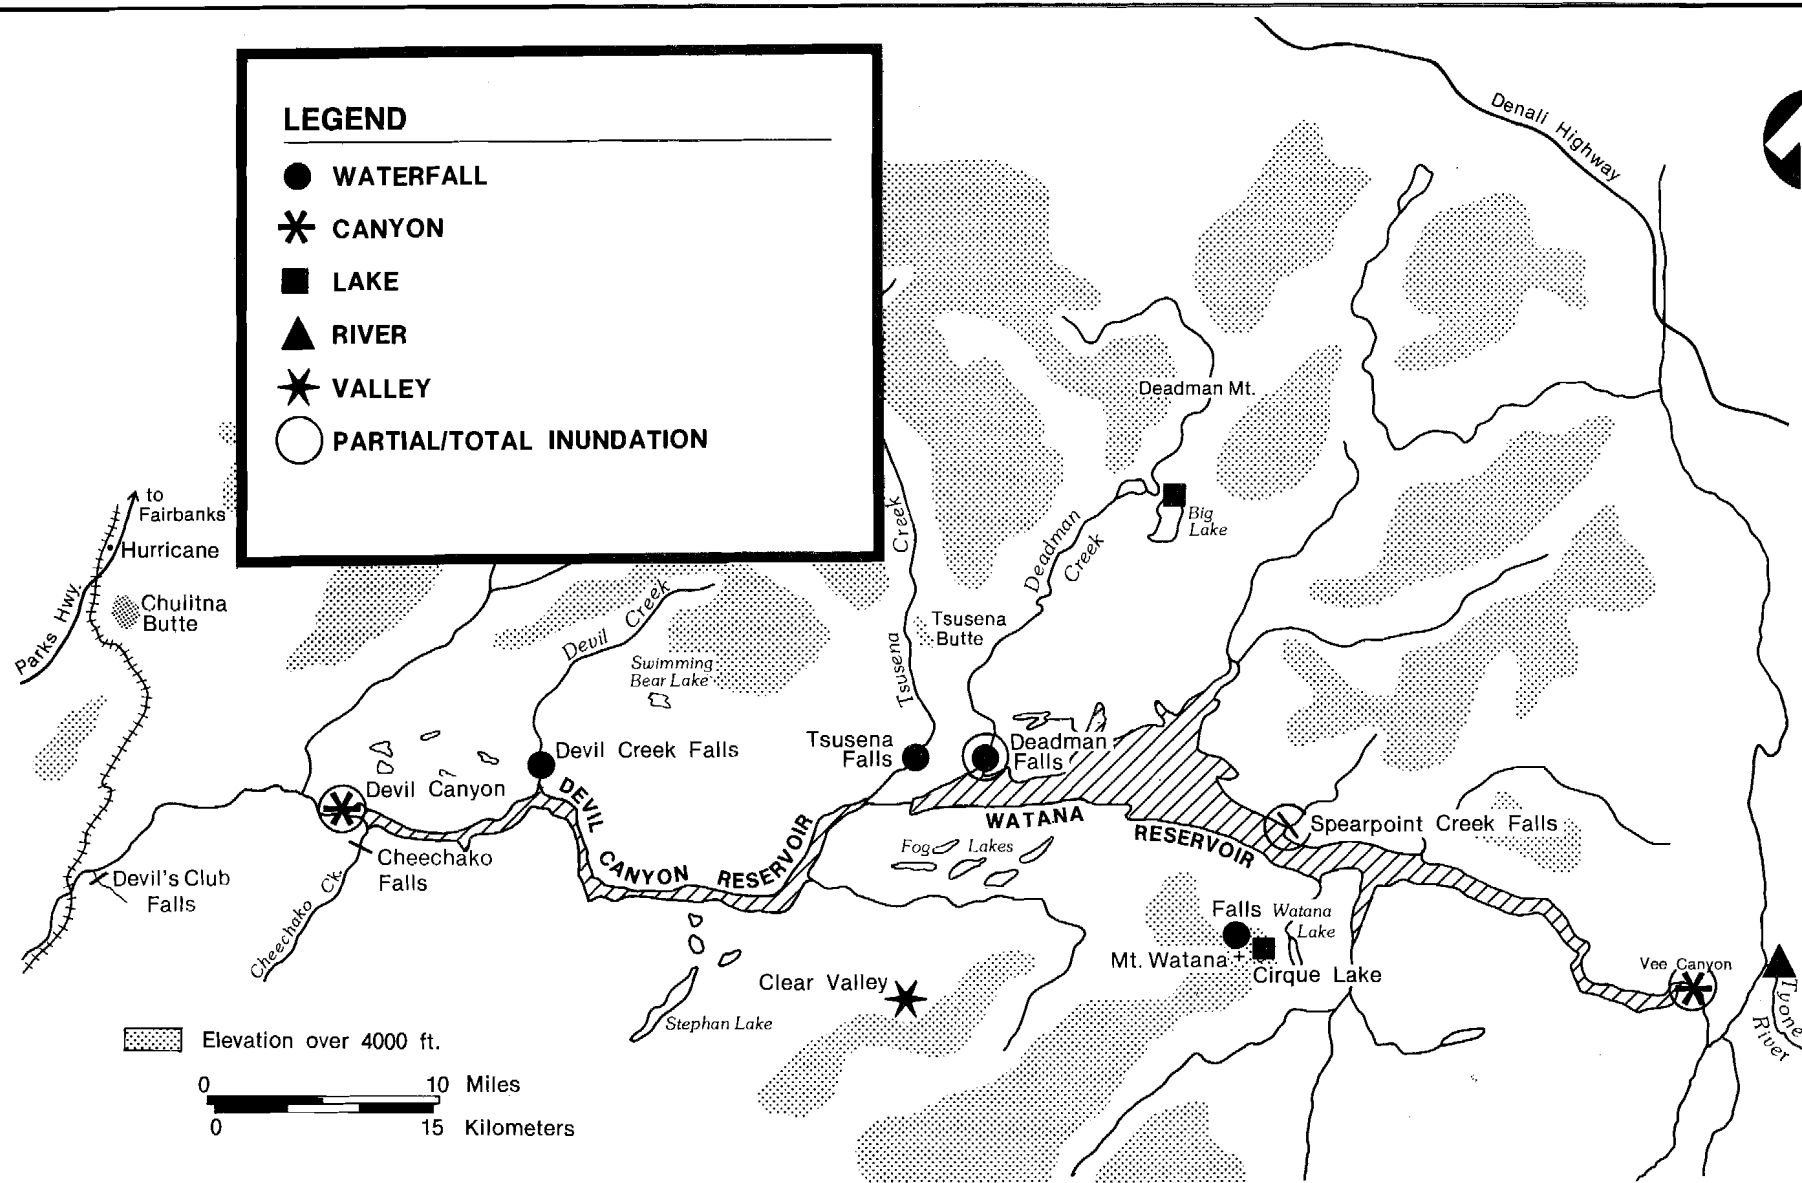 LEGEND
WATERFALL
CANYON
LAKE
RIVER
VALLEY
PARTIAL/TOTAL INUNDATION
Denali Highway
Deadman Mt.
Big
Lake
Deadman
Creek
Tsusena
Creek
Tsusena
Butte
to
Fairbanks
Hurricane
Parks Hwy.
Chulitna
Butte
Devil Creek
Swimming
Bear Lake
Devil Creek Falls
Tsusena
Falls
Deadman
Falls
Devil Canyon
DEVIL
CANYON
RESERVOIR
WATANA
RESERVOIR
Spearpoint Creek Falls
Fog Lakes
Cheechako
Falls
Devil's Club
Falls
Cheechako Ck.
Falls
Watana
Lake
Mt. Watana +
Cirque Lake
Vee Canyon
Tyone
River
Clear Valley
Stephan Lake
Elevation over 4000 ft.
0 10 Miles
0 15 Kilometers